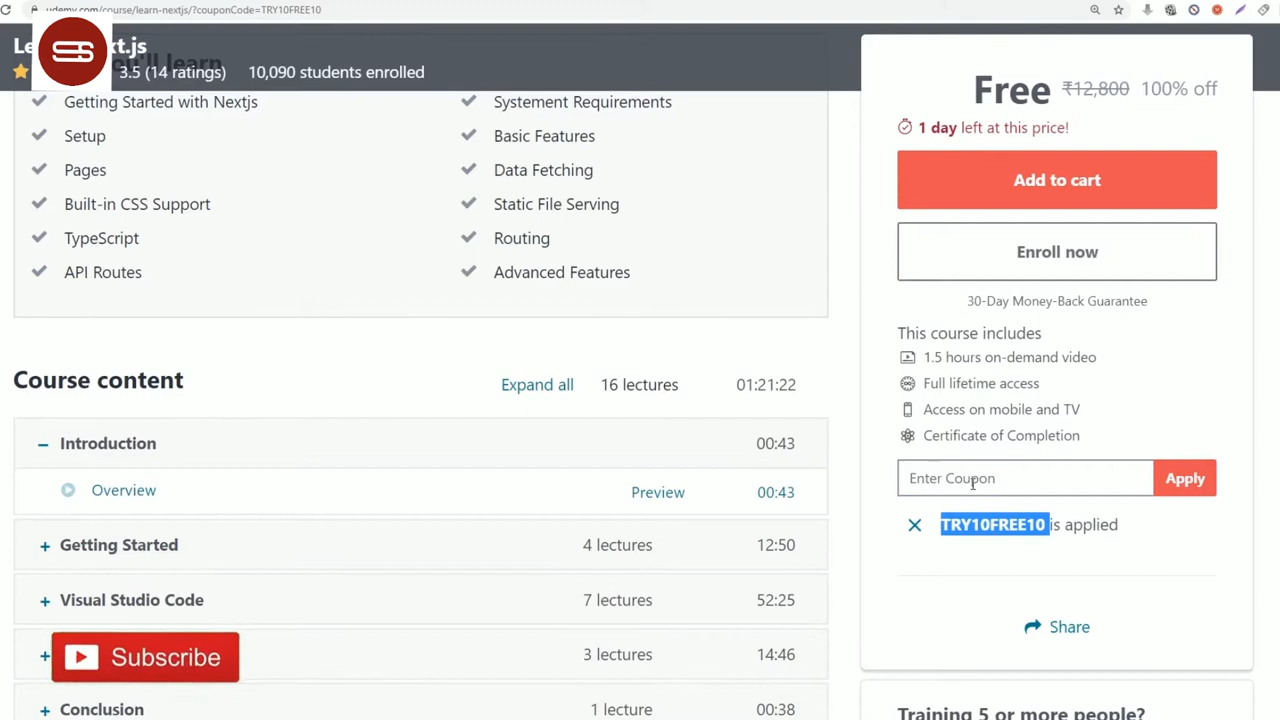 udemy.com/course/learn-nextjs/?couponCode=TRY10FREE10
xt.js
3.5 (14 ratings) 10,090 students enrolled
Getting Started with Nextjs
Systement Requirements
Setup
Basic Features
Pages
Data Fetching
Built-in CSS Support
Static File Serving
TypeScript
Routing
API Routes
Advanced Features
Course content
Expand all 16 lectures 01:21:22
Introduction 00:43
Overview Preview 00:43
Getting Started 4 lectures 12:50
Visual Studio Code 7 lectures 52:25
3 lectures 14:46
Subscribe
Conclusion 1 lecture 00:38
Free ₹12,800 100% off
1 day left at this price!
Add to cart
Enroll now
30-Day Money-Back Guarantee
This course includes
1.5 hours on-demand video
Full lifetime access
Access on mobile and TV
Certificate of Completion
Enter Coupon Apply
TRY10FREE10 is applied
Share
Training 5 or more people?